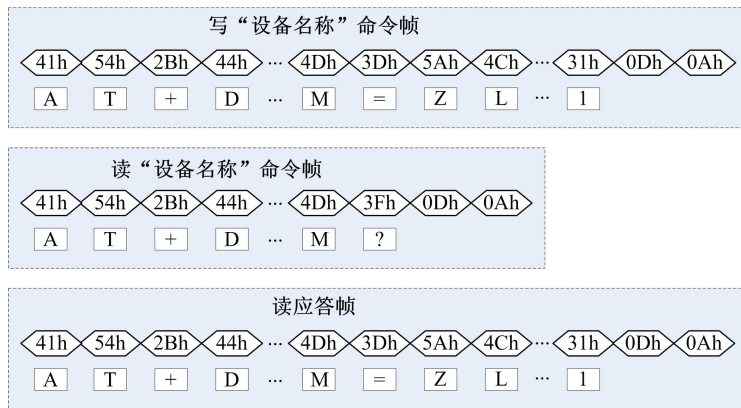 写“设备名称”命令帧
41h 54h 2Bh 44h ··· 4Dh 3Dh 5Ah 4Ch ··· 31h 0Dh 0Ah
A T + D ··· M = Z L ··· 1
读“设备名称”命令帧
41h 54h 2Bh 44h ··· 4Dh 3Fh 0Dh 0Ah
A T + D ··· M ?
读应答帧
41h 54h 2Bh 44h ··· 4Dh 3Dh 5Ah 4Ch ··· 31h 0Dh 0Ah
A T + D ··· M = Z L ··· 1